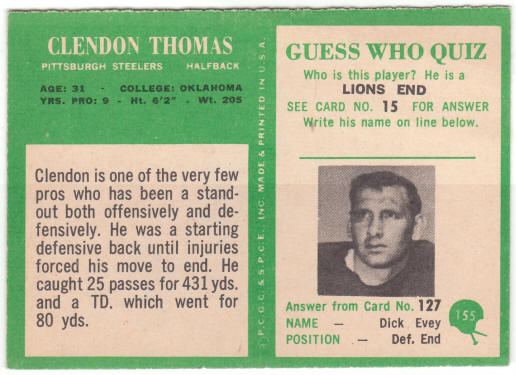 CLENDON THOMAS
PITTSBURGH STEELERS HALFBACK
AGE: 31 - COLLEGE: OKLAHOMA
YRS. PRO: 9 - Ht. 6'2" - Wt. 205
Clendon is one of the very few
pros who has been a stand-
out both offensively and de-
fensively. He was a starting
defensive back until injuries
forced his move to end. He
caught 25 passes for 431 yds.
and a TD. which went for
80 yds.
P.C.G.C. & S.P.C.E., INC. MADE & PRINTED IN U.S.A.
GUESS WHO QUIZ
Who is this player? He is a
LIONS END
SEE CARD NO. 15 FOR ANSWER
Write his name on line below.
Answer from Card No. 127
NAME — Dick Evey
POSITION — Def. End
155